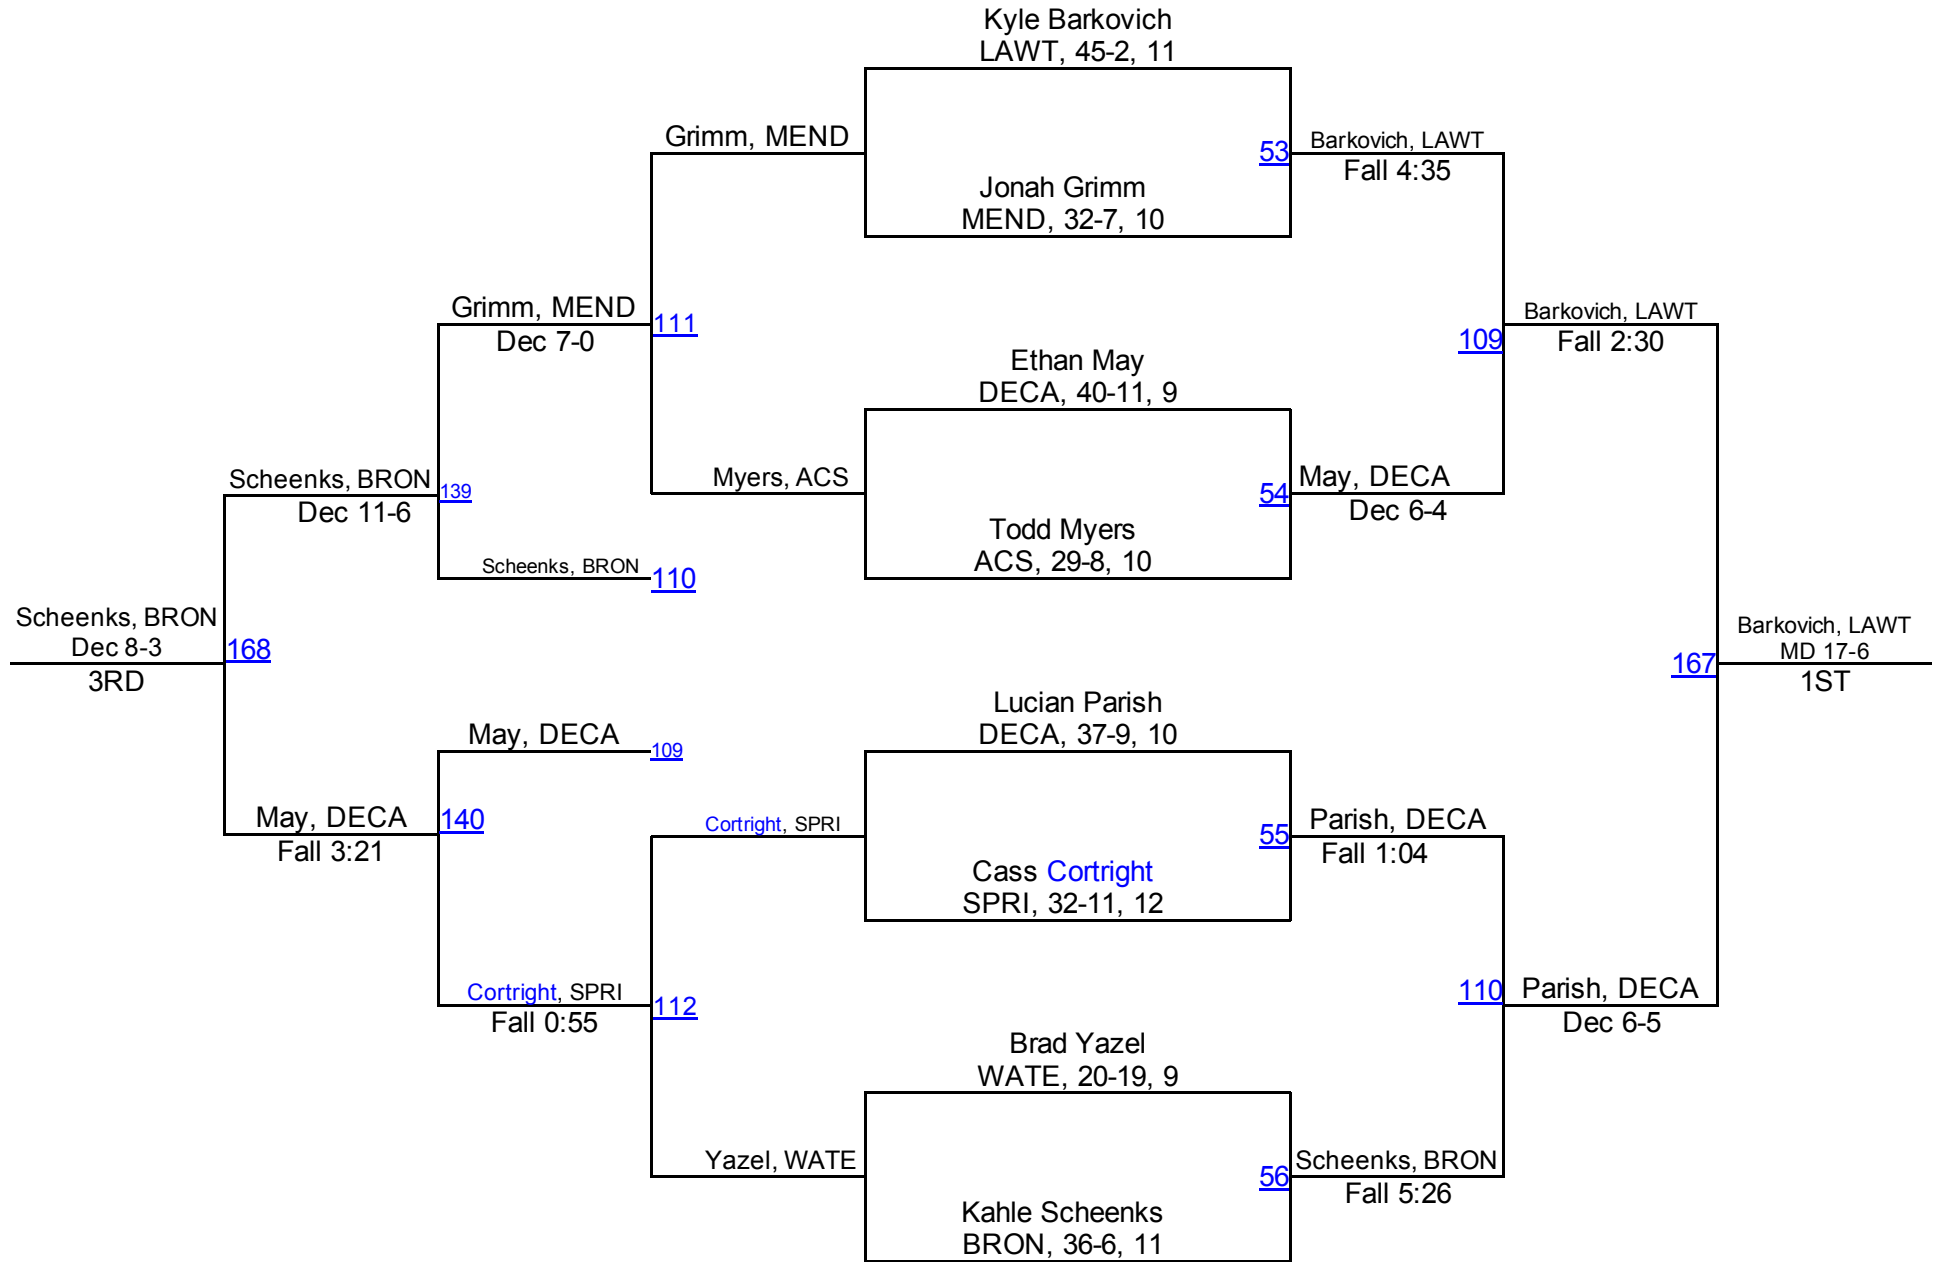 Kyle Barkovich
LAWT, 45-2, 11
Grimm, MEND
53
Barkovich, LAWT
Fall 4:35
Jonah Grimm
MEND, 32-7, 10
Grimm, MEND
Dec 7-0
111
109
Barkovich, LAWT
Fall 2:30
Ethan May
DECA, 40-11, 9
Scheenks, BRON
Dec 11-6
139
Myers, ACS
54
May, DECA
Dec 6-4
Todd Myers
ACS, 29-8, 10
Scheenks, BRON
110
Scheenks, BRON
Dec 8-3
3RD
168
167
Barkovich, LAWT
MD 17-6
1ST
Lucian Parish
DECA, 37-9, 10
May, DECA
109
May, DECA
Fall 3:21
140
Cortright, SPRI
55
Parish, DECA
Fall 1:04
Cass Cortright
SPRI, 32-11, 12
Cortright, SPRI
Fall 0:55
112
110
Parish, DECA
Dec 6-5
Brad Yazel
WATE, 20-19, 9
Yazel, WATE
56
Scheenks, BRON
Fall 5:26
Kahle Scheenks
BRON, 36-6, 11